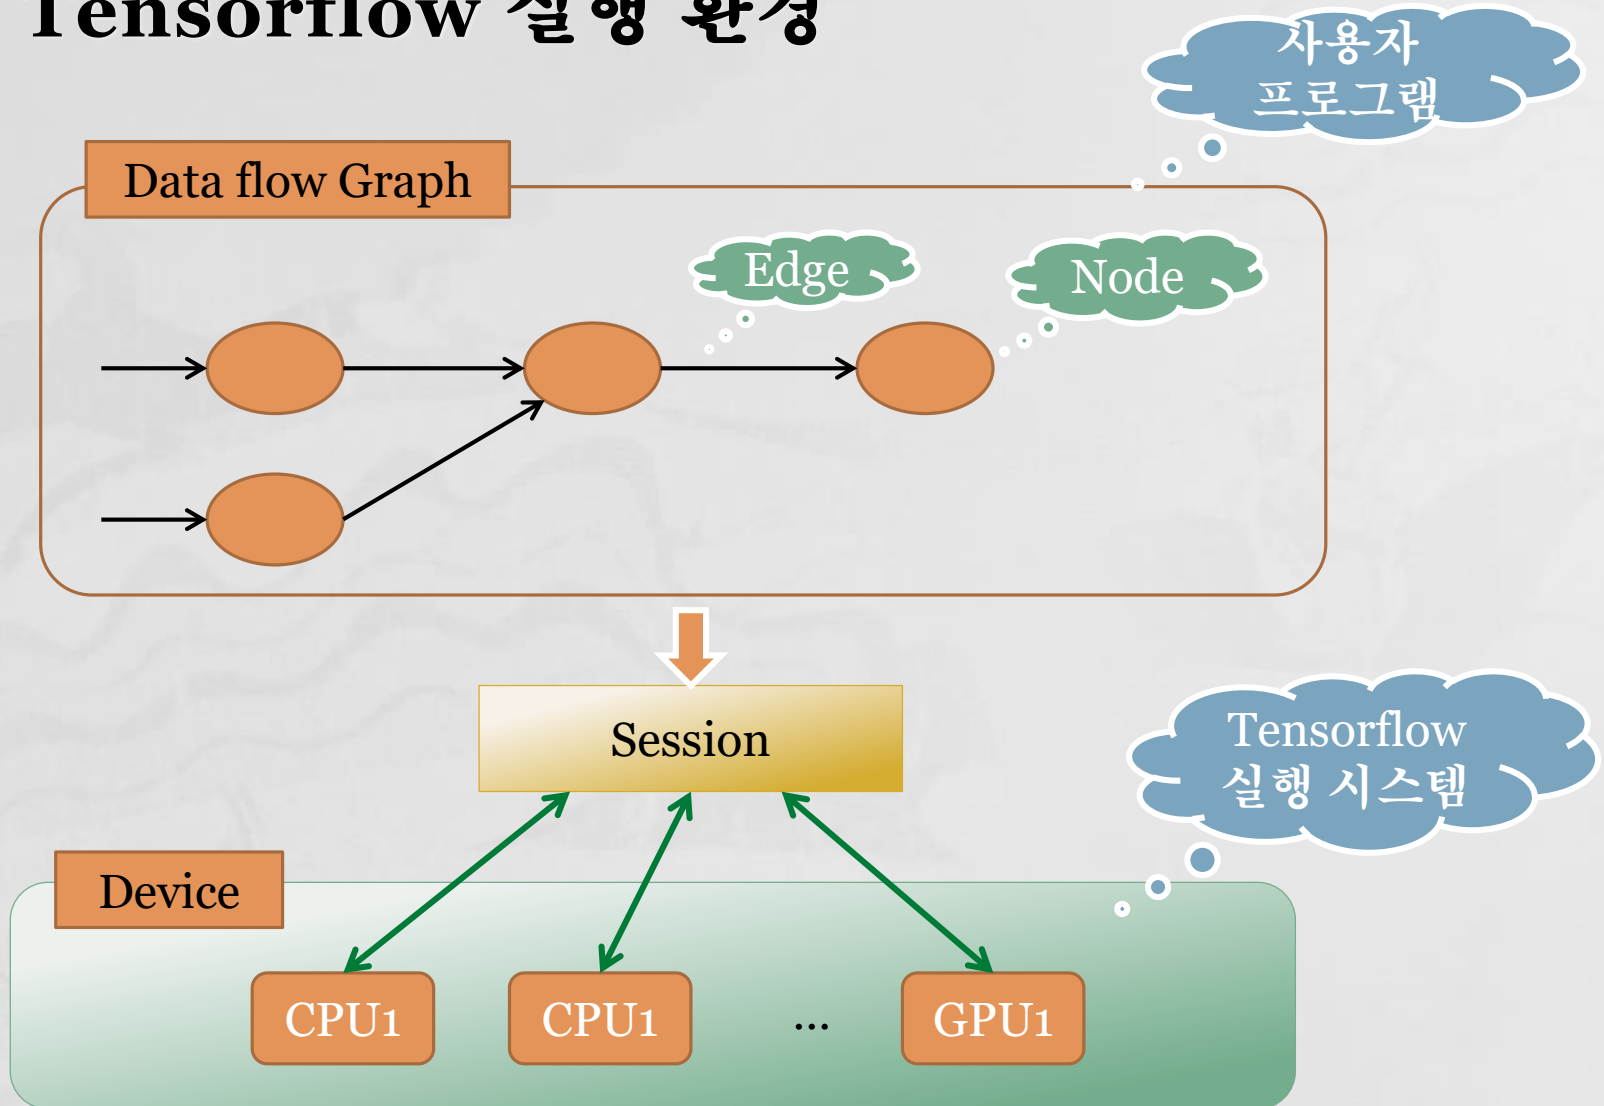 Tensorflow 실행 환경
사용자
프로그램
Data flow Graph
Edge
Node
Session
Tensorflow
실행 시스템
Device
CPU1
CPU1
...
GPU1